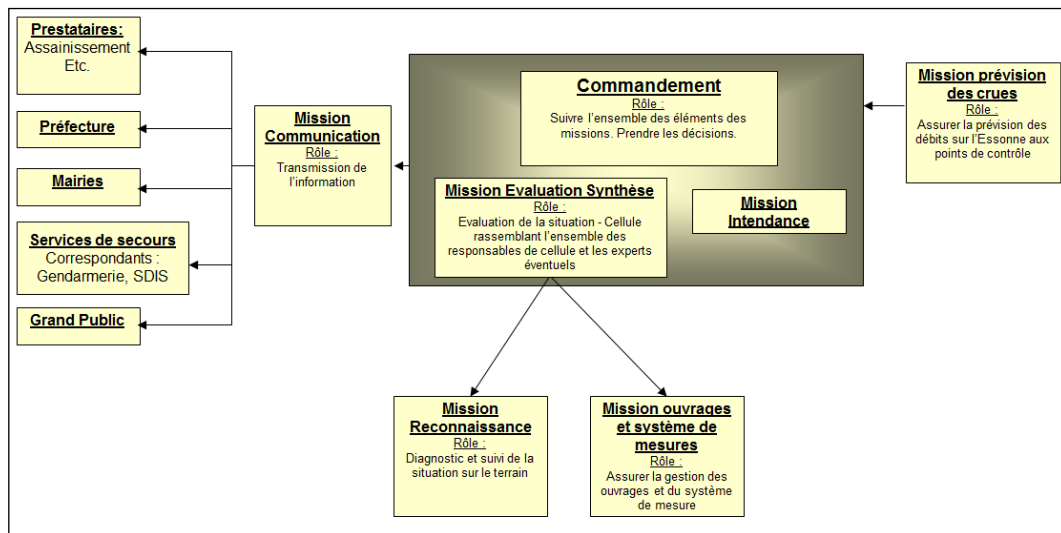 Prestataires:
Assainissement
Etc.
Préfecture
Mairies
Services de secours
Correspondants :
Gendarmerie, SDIS
Grand Public
Mission
Communication
Rôle :
Transmission de
l'information
Commandement
Rôle :
Suivre l'ensemble des éléments des
missions. Prendre les décisions.
Mission Evaluation Synthèse
Rôle :
Evaluation de la situation - Cellule
rassemblant l'ensemble des
responsables de cellule et les experts
éventuels
Mission
Intendance
Mission prévision
des crues
Rôle :
Assurer la prévision des
débits sur l'Essonne aux
points de contrôle
Mission
Reconnaissance
Rôle :
Diagnostic et suivi de la
situation sur le terrain
Mission ouvrages
et système de
mesures
Rôle :
Assurer la gestion des
ouvrages et du système
de mesure